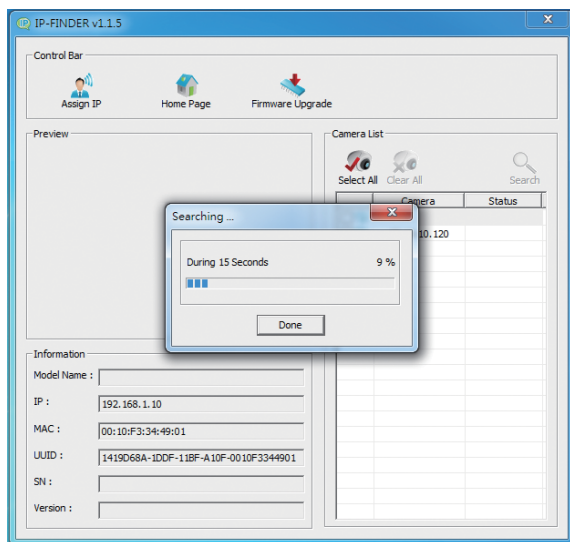 IP-FINDER v1.1.5
Control Bar
Assign IP Home Page Firmware Upgrade
Preview
Camera List
Select All Clear All Search
Camera Status
10.120
Searching ...
During 15 Seconds 9 %
Done
Information
Model Name :
IP : 192.168.1.10
MAC : 00:10:F3:34:49:01
UUID : 1419D68A-1DDF-11BF-A10F-0010F3344901
SN :
Version :